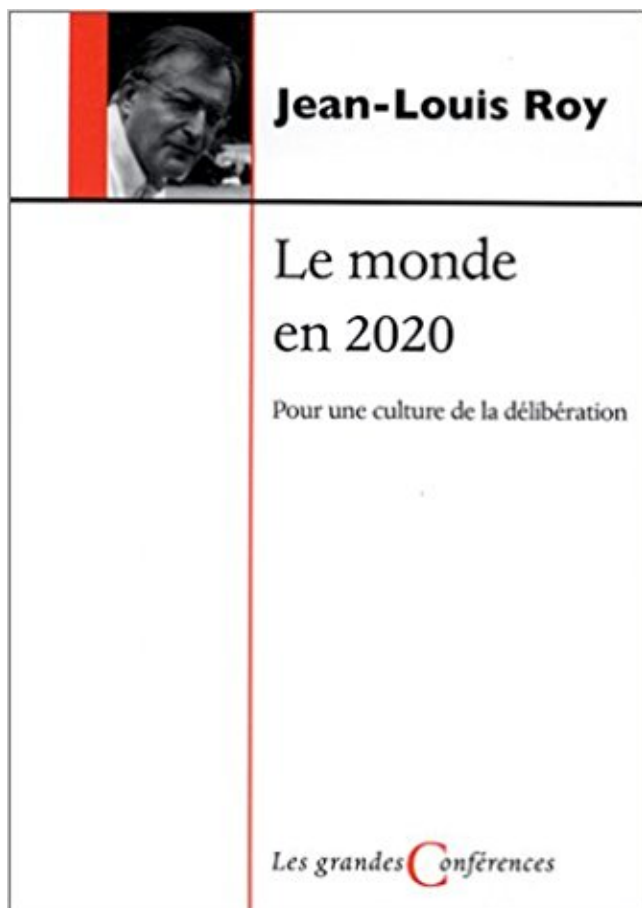 Jean-Louis Roy
Le monde
en 2020
Pour une culture de la délibération
Les grandes Conférences